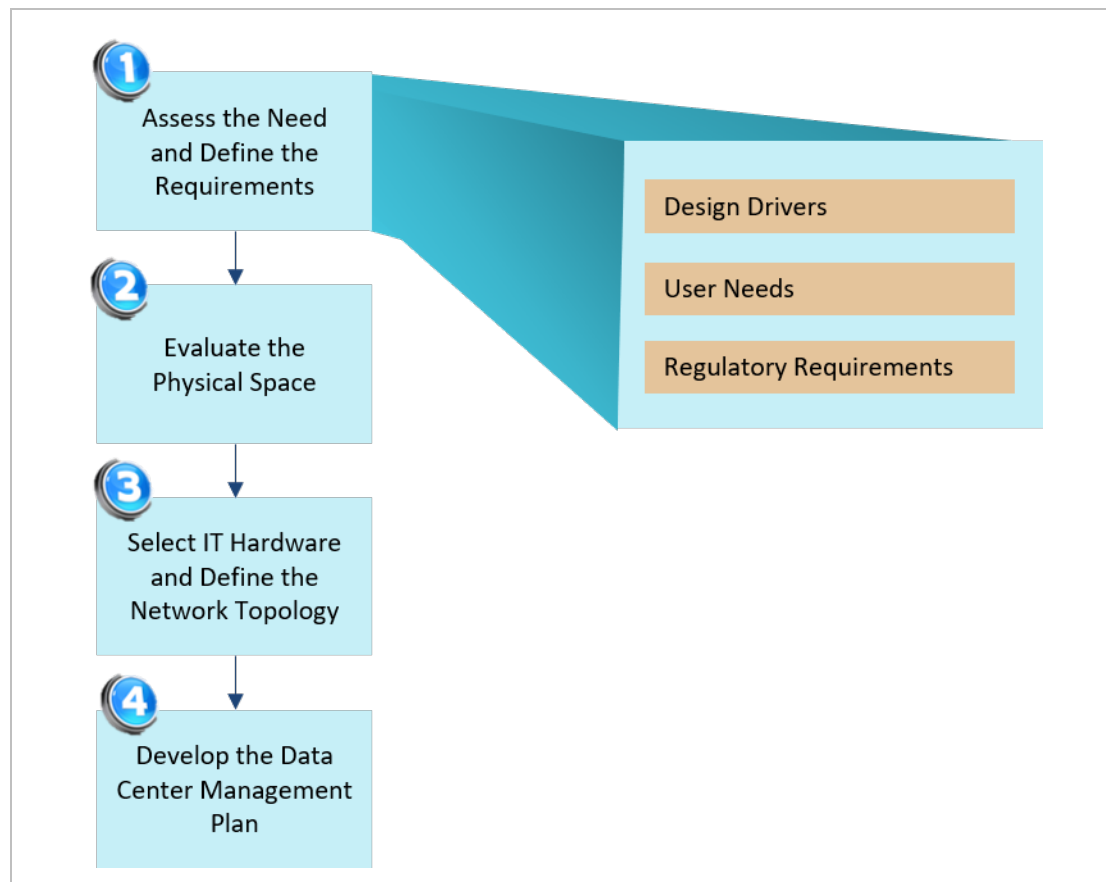 1
Assess the Need
and Define the
Requirements
Design Drivers
User Needs
Regulatory Requirements
2
Evaluate the
Physical Space
3
Select IT Hardware
and Define the
Network Topology
4
Develop the Data
Center Management
Plan